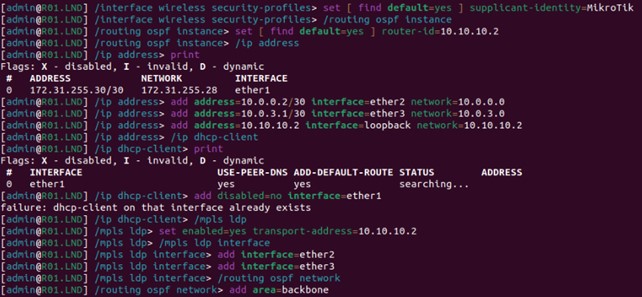 [admin@R01.LND] /interface wireless security-profiles> set [ find default=yes ] supplicant-identity=MikroTik
[admin@R01.LND] /interface wireless security-profiles> /routing ospf instance
[admin@R01.LND] /routing ospf instance> set [ find default=yes ] router-id=10.10.10.2
[admin@R01.LND] /routing ospf instance> /ip address
[admin@R01.LND] /ip address> print
Flags: X - disabled, I - invalid, D - dynamic
# ADDRESS NETWORK INTERFACE
0 172.31.255.30/30 172.31.255.28 ether1
[admin@R01.LND] /ip address> add address=10.0.0.2/30 interface=ether2 network=10.0.0.0
[admin@R01.LND] /ip address> add address=10.0.3.1/30 interface=ether3 network=10.0.3.0
[admin@R01.LND] /ip address> add address=10.10.10.2 interface=loopback network=10.10.10.2
[admin@R01.LND] /ip address> /ip dhcp-client
[admin@R01.LND] /ip dhcp-client> print
Flags: X - disabled, I - invalid, D - dynamic
# INTERFACE USE-PEER-DNS ADD-DEFAULT-ROUTE STATUS ADDRESS
0 ether1 yes yes searching...
[admin@R01.LND] /ip dhcp-client> add disabled=no interface=ether1
failure: dhcp-client on that interface already exists
[admin@R01.LND] /ip dhcp-client> /mpls ldp
[admin@R01.LND] /mpls ldp> set enabled=yes transport-address=10.10.10.2
[admin@R01.LND] /mpls ldp> /mpls ldp interface
[admin@R01.LND] /mpls ldp interface> add interface=ether2
[admin@R01.LND] /mpls ldp interface> add interface=ether3
[admin@R01.LND] /mpls ldp interface> /routing ospf network
[admin@R01.LND] /routing ospf network> add area=backbone